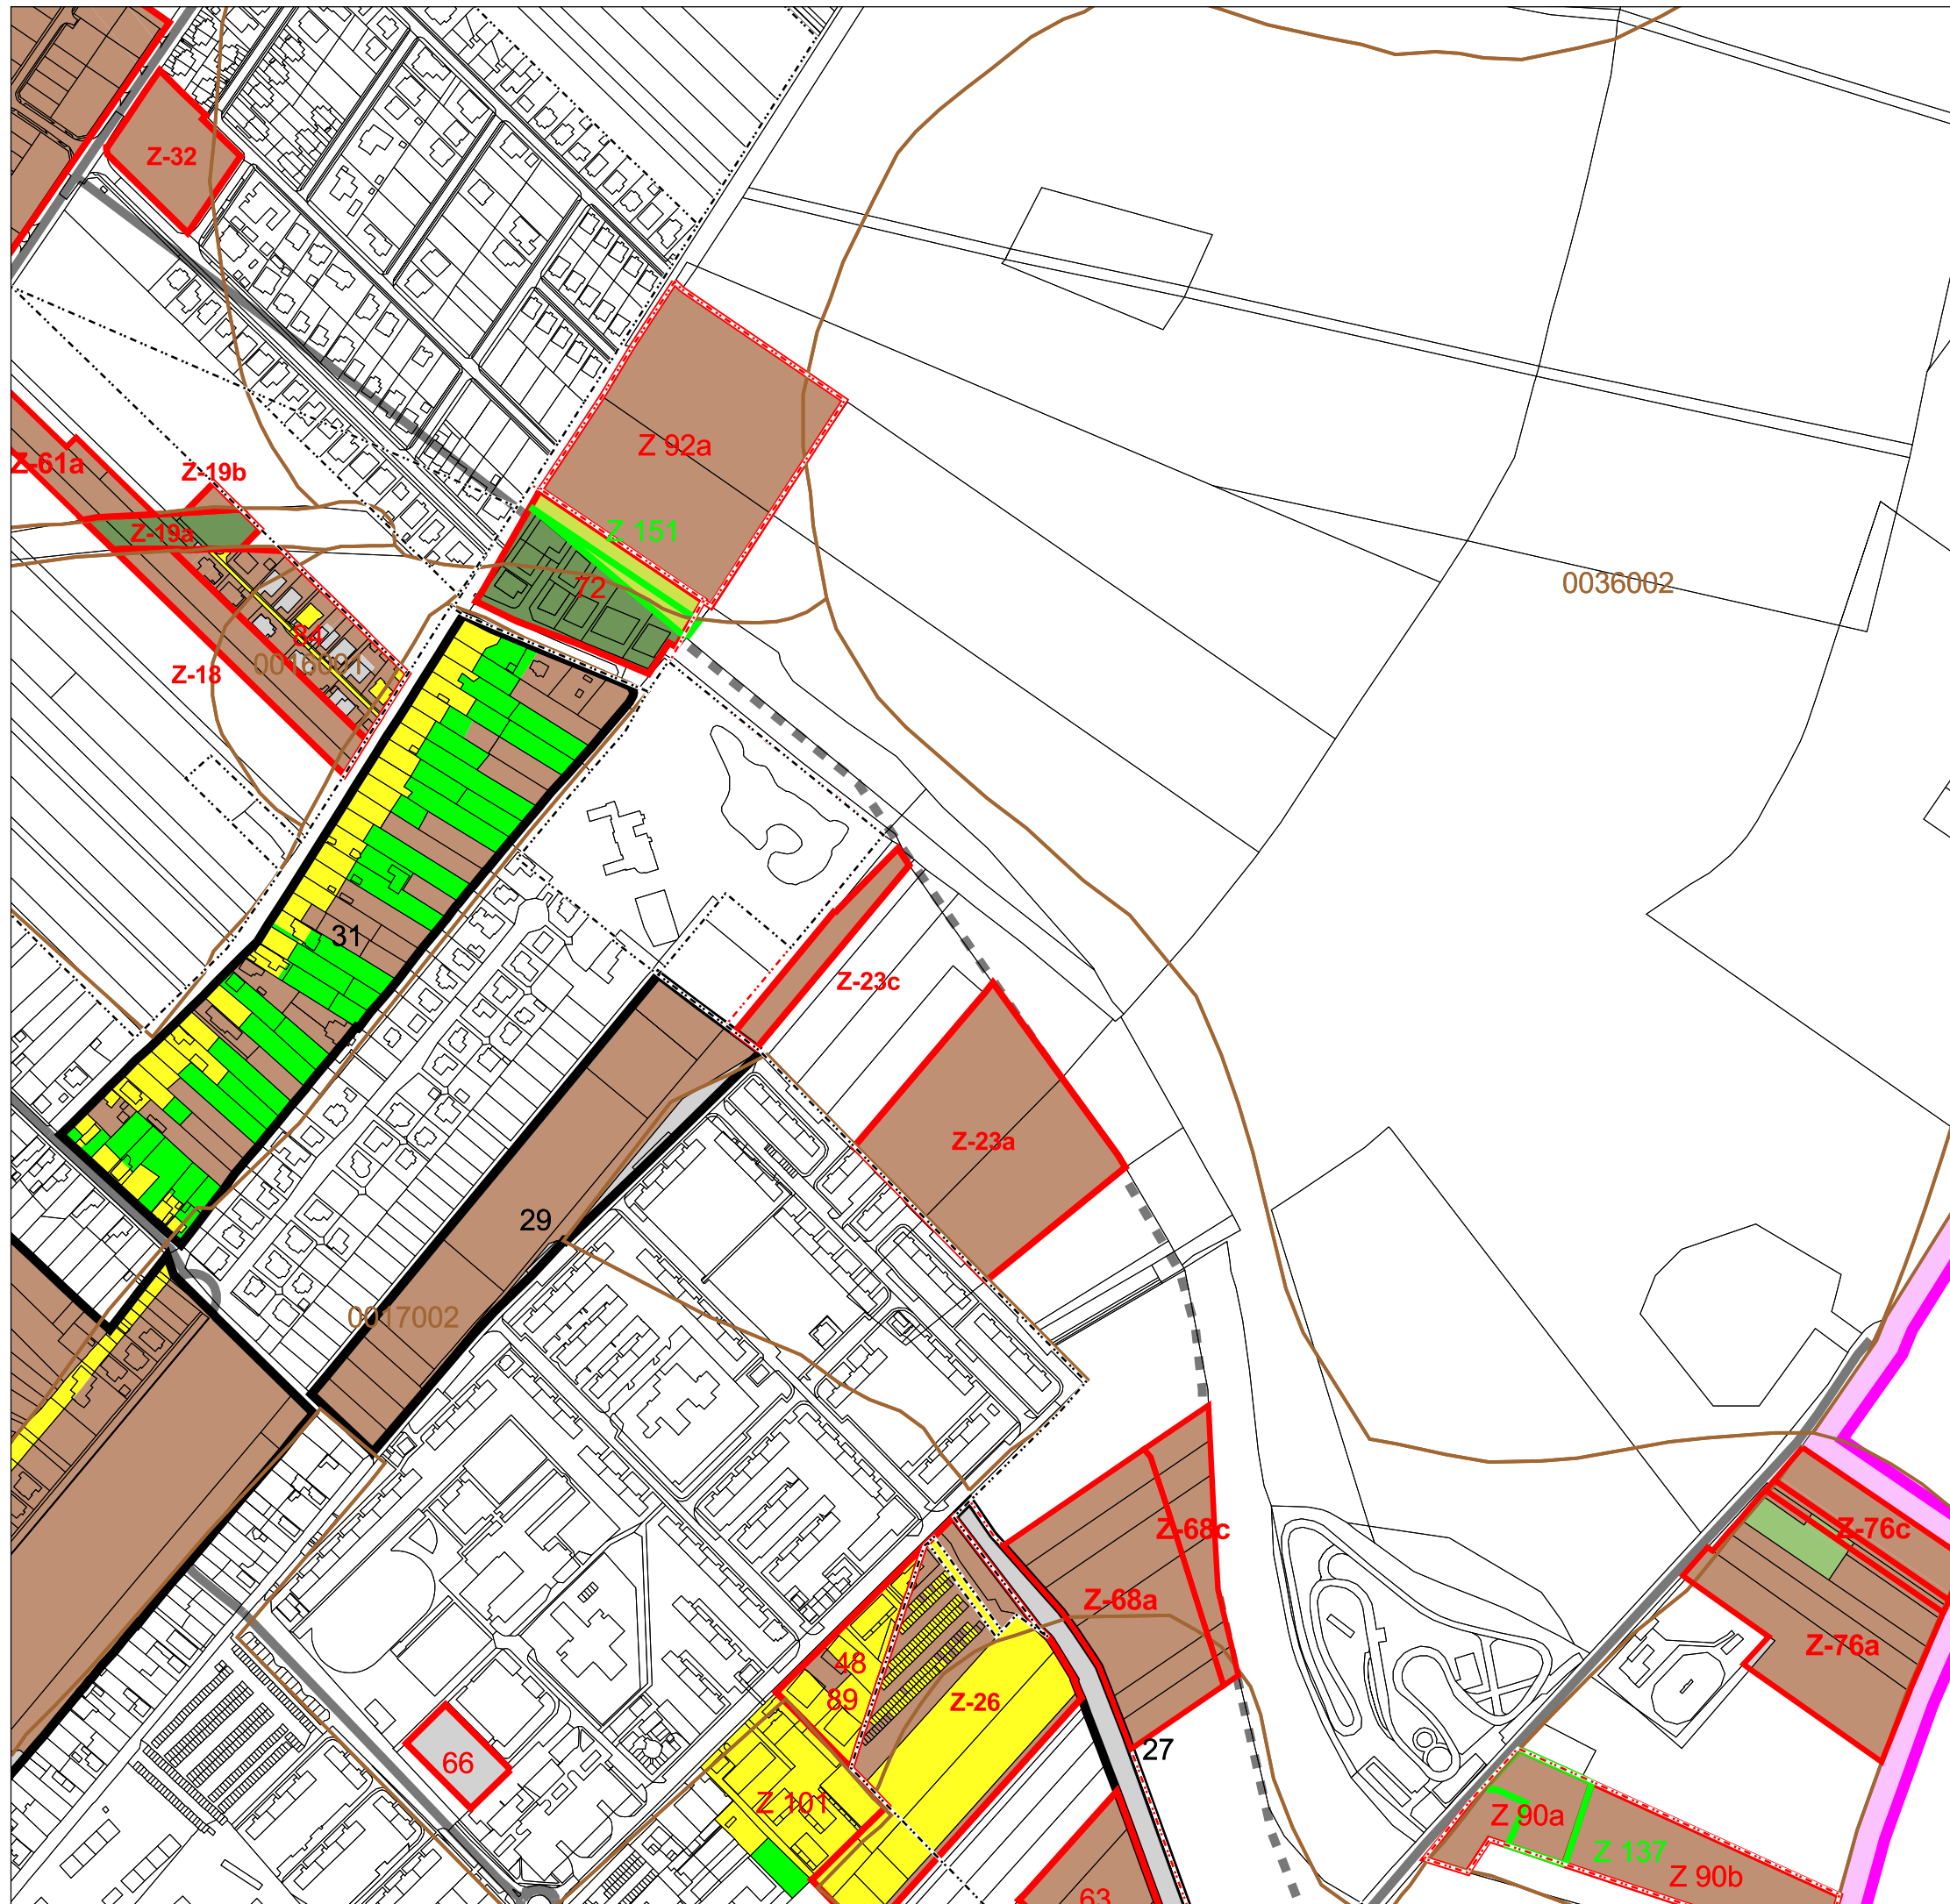 Z-32
Z 92a
Z-61a
Z-19b
Z-19a
Z 151
72
0036002
84
0016001
Z-18
31
Z-23c
Z-23a
29
0017002
Z-68c
Z-76c
Z-68a
Z-76a
48
89
Z-26
27
66
Z 101
Z 90a
Z 137
Z 90b
63